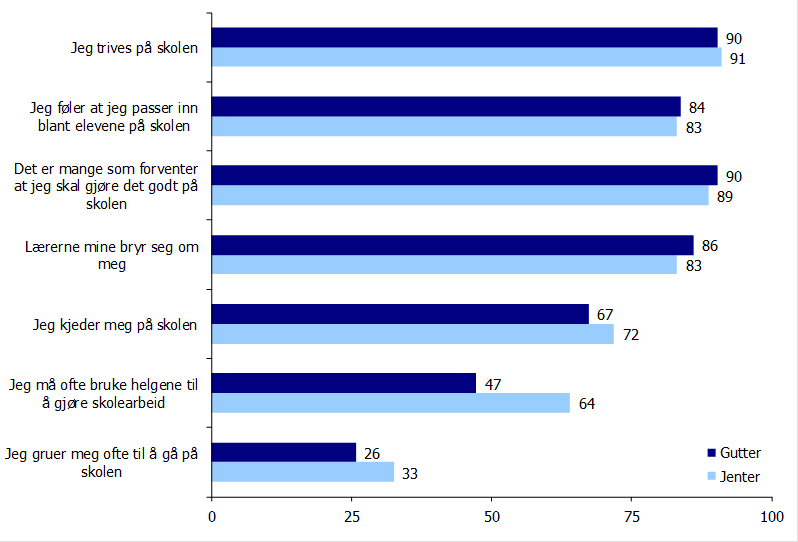 Jeg trives på skolen
90
91
Jeg føler at jeg passer inn
blant elevene på skolen
84
83
Det er mange som forventer
at jeg skal gjøre det godt på
skolen
90
89
Lærerne mine bryr seg om
meg
86
83
Jeg kjeder meg på skolen
67
72
Jeg må ofte bruke helgene til
å gjøre skolearbeid
47
64
Jeg gruer meg ofte til å gå på
skolen
26
33
Gutter
Jenter
0 25 50 75 100